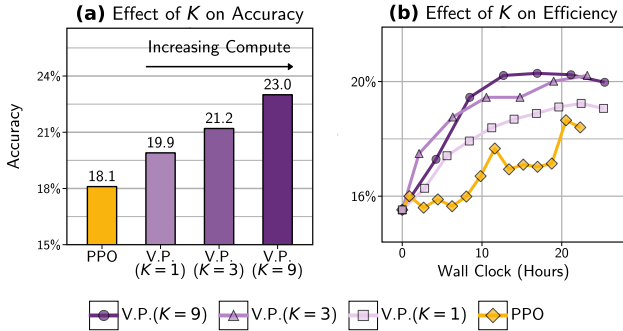 (a) Effect of K on Accuracy
Increasing Compute
Accuracy
24%
21%
18%
15%
18.1
19.9
21.2
23.0
PPO
V.P.
(K = 1)
V.P.
(K = 3)
V.P.
(K = 9)
(b) Effect of K on Efficiency
20%
16%
0
10
20
Wall Clock (Hours)
V.P.(K = 9)
V.P.(K = 3)
V.P.(K = 1)
PPO